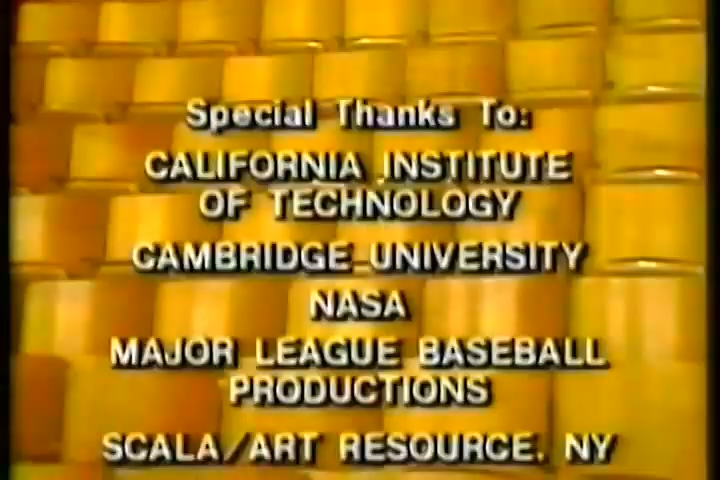 Special Thanks To:
CALIFORNIA INSTITUTE
OF TECHNOLOGY
CAMBRIDGE UNIVERSITY
NASA
MAJOR LEAGUE BASEBALL
PRODUCTIONS
SCALA/ART RESOURCE, NY